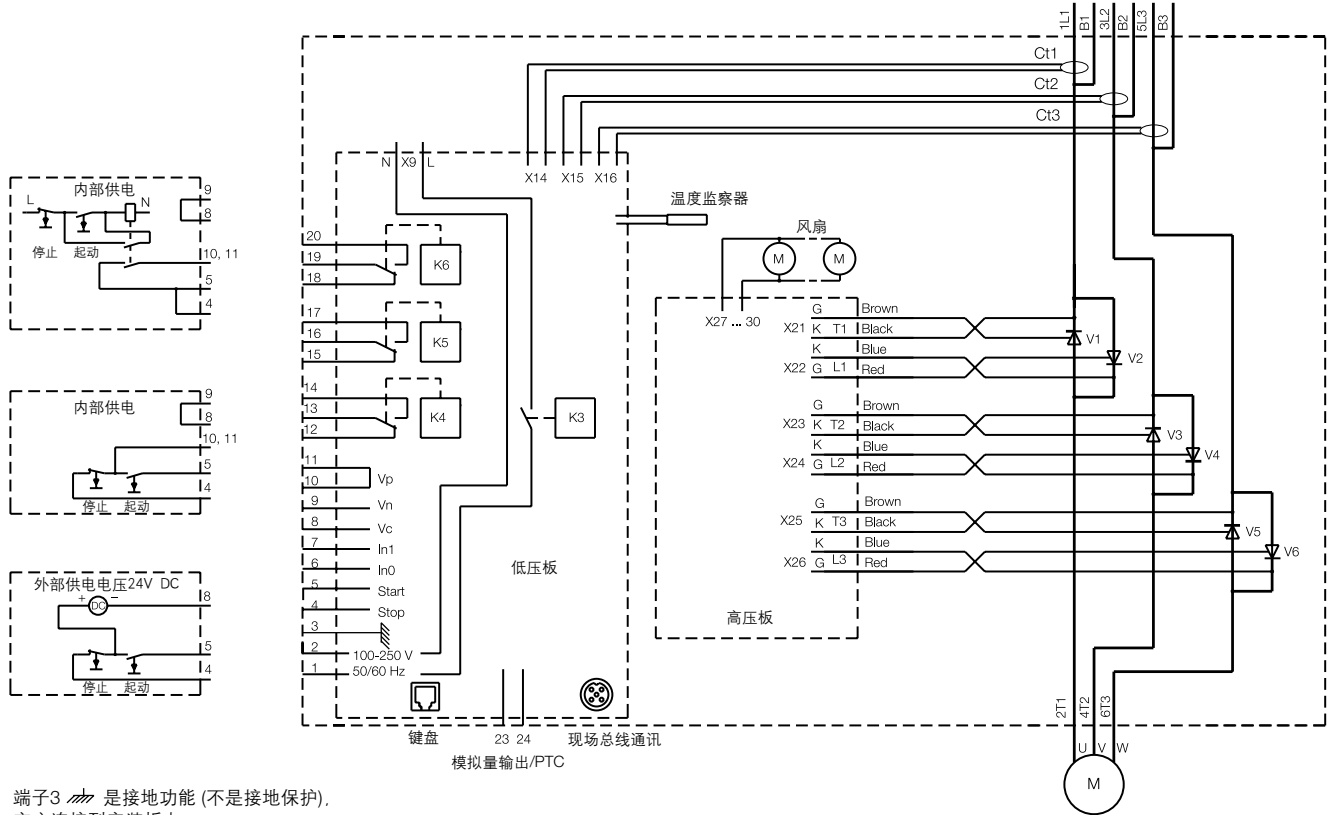 1L1
B1
3L2
B2
5L3
B3
Ct1
Ct2
Ct3
N X9 L
X14 X15 X16
温度监察器
风扇
M M
X27 ... 30
内部供电
L N
停止 起动
9
8
10, 11
5
4
内部供电
停止 起动
9
8
10, 11
5
4
外部供电电压24V DC
+ DC −
停止 起动
8
5
4
20
19
18
K6
17
16
15
K5
14
13
12
K4
K3
11
10
Vp
9 Vn
8 Vc
7 In1
6 In0
5 Start
4 Stop
3
2 100-250 V
1 50/60 Hz
低压板
键盘
23 24
模拟量输出/PTC
现场总线通讯
G Brown
X21 K T1 Black
K Blue
X22 G L1 Red
G Brown
X23 K T2 Black
K Blue
X24 G L2 Red
G Brown
X25 K T3 Black
K Blue
X26 G L3 Red
高压板
V1
V2
V3
V4
V5
V6
2T1
4T2
6T3
U V W
M
端子3 是接地功能 (不是接地保护),